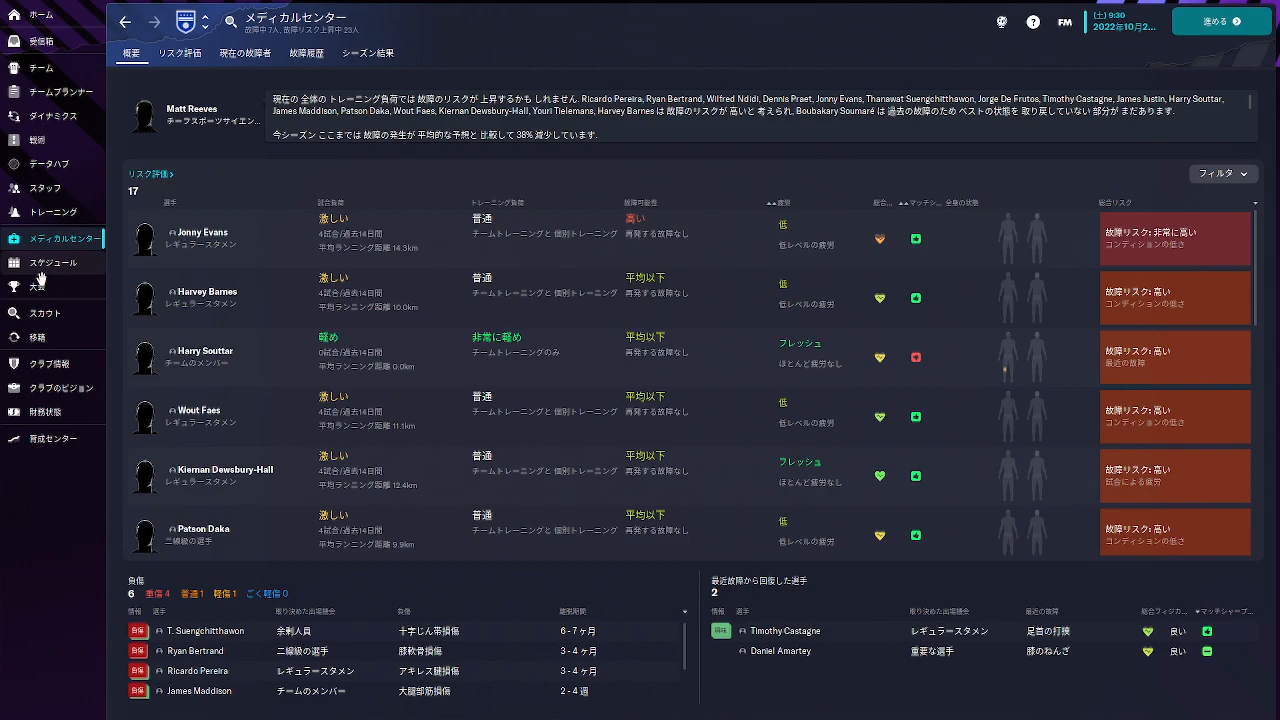 ホーム
受信箱
チーム
チームプランナー
ダイナミクス
戦術
データハブ
スタッフ
トレーニング
メディカルセンター
スケジュール
スカウト
移籍
クラブ情報
クラブのビジョン
財務状態
育成センター
メディカルセンター
故障中 7人, 故障リスク上昇中 23人
FM
(土) 9:30
2022年10月2...
進める
概要 リスク評価 現在の故障者 故障履歴 シーズン結果
Matt Reeves
チーフスポーツサイエン...
現在の 全体の トレーニング負荷では 故障のリスクが 上昇するかも しれません. Ricardo Pereira, Ryan Bertrand, Wilfred Ndidi, Dennis Praet, Jonny Evans, Thanawat Suengchitthawon, Jorge De Frutos, Timothy Castagne, James Justin, Harry Souttar,
James Maddison, Patson Daka, Wout Faes, Kiernan Dewsbury-Hall, Youri Tielemans, Harvey Barnes は 故障のリスクが 高いと 考えられ, Boubakary Soumaré は 過去の故障のため ベストの状態を 取り戻していない 部分が まだあります.
今シーズン ここまでは 故障の発生が 平均的な予想と 比較して 38% 減少しています.
リスク評価
17
フィルタ
選手 試合負荷 トレーニング負荷 故障可能性 疲労 総合... マッチシ... 全身の状態 総合リスク
Jonny Evans
レギュラースタメン
激しい
4試合/過去14日間
平均ランニング距離 14.3km
普通
チームトレーニングと 個別トレーニング
高い
再発する故障なし
低
低レベルの疲労
故障リスク: 非常に高い
コンディションの低さ
Harvey Barnes
レギュラースタメン
激しい
4試合/過去14日間
平均ランニング距離 10.0km
普通
チームトレーニングと 個別トレーニング
平均以下
再発する故障なし
低
低レベルの疲労
故障リスク: 高い
コンディションの低さ
Harry Souttar
チームのメンバー
軽め
0試合/過去14日間
平均ランニング距離 0.0km
非常に軽め
チームトレーニングのみ
平均以下
再発する故障なし
フレッシュ
ほとんど疲労なし
故障リスク: 高い
最近の故障
Wout Faes
レギュラースタメン
激しい
4試合/過去14日間
平均ランニング距離 11.1km
普通
チームトレーニングと 個別トレーニング
平均以下
再発する故障なし
低
低レベルの疲労
故障リスク: 高い
コンディションの低さ
Kiernan Dewsbury-Hall
レギュラースタメン
激しい
4試合/過去14日間
平均ランニング距離 12.4km
普通
チームトレーニングと 個別トレーニング
平均以下
再発する故障なし
フレッシュ
ほとんど疲労なし
故障リスク: 高い
試合による疲労
Patson Daka
二線級の選手
激しい
4試合/過去14日間
平均ランニング距離 9.9km
普通
チームトレーニングと 個別トレーニング
平均以下
再発する故障なし
低
低レベルの疲労
故障リスク: 高い
コンディションの低さ
負傷
6 重傷 4 普通 1 軽傷 1 ごく軽傷 0
情報 選手 取り決めた出場機会 負傷 離脱期間
負傷 T. Suengchitthawon 余剰人員 十字じん帯損傷 6-7ヶ月
負傷 Ryan Bertrand 二線級の選手 膝軟骨損傷 3-4ヶ月
負傷 Ricardo Pereira レギュラースタメン アキレス腱損傷 3-4ヶ月
負傷 James Maddison チームのメンバー 大腿部筋損傷 2-4週
最近故障から回復した選手
2
情報 選手 取り決めた出場機会 最近の故障 総合フィジカ... マッチシャープ...
興味 Timothy Castagne レギュラースタメン 足首の打撲 良い
Daniel Amartey 重要な選手 膝のねんざ 良い